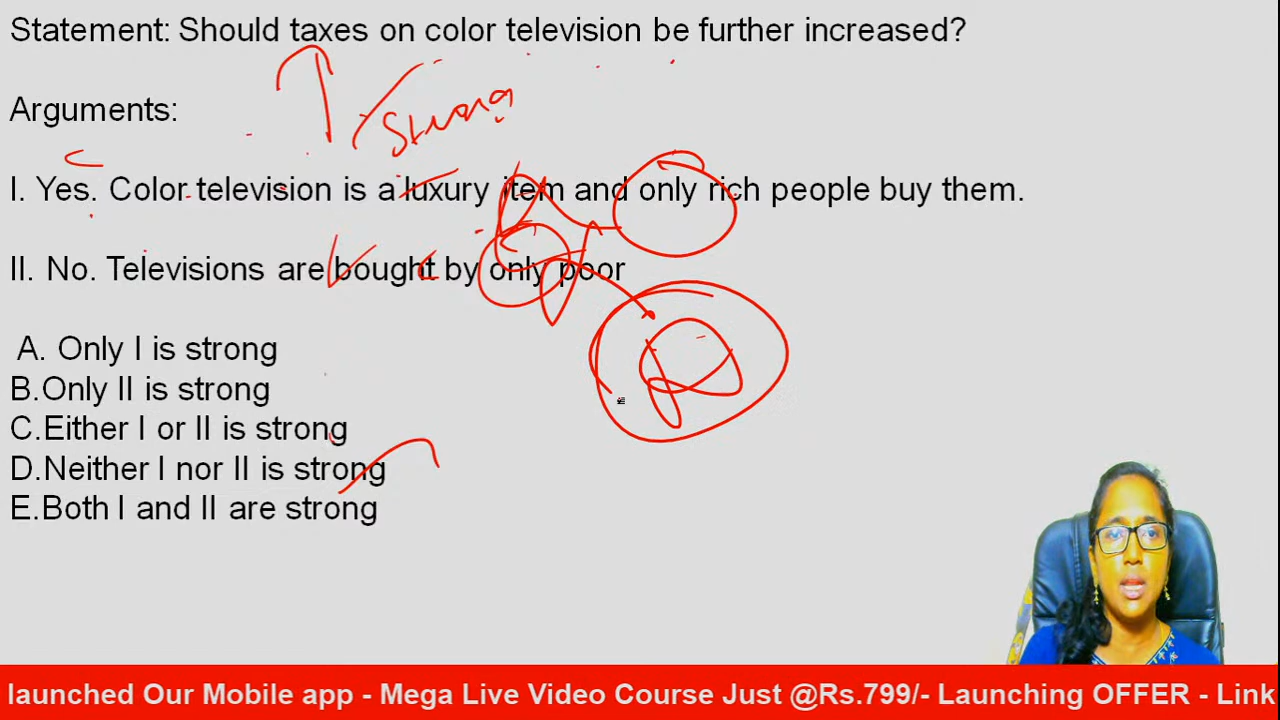 Statement: Should taxes on color television be further increased?
Arguments:
Strong
I. Yes. Color television is a luxury item and only rich people buy them.
II. No. Televisions are bought by only poor
A. Only I is strong
B.Only II is strong
C.Either I or II is strong
D.Neither I nor II is strong
E.Both I and II are strong
launched Our Mobile app - Mega Live Video Course Just @Rs.799/- Launching OFFER - Link